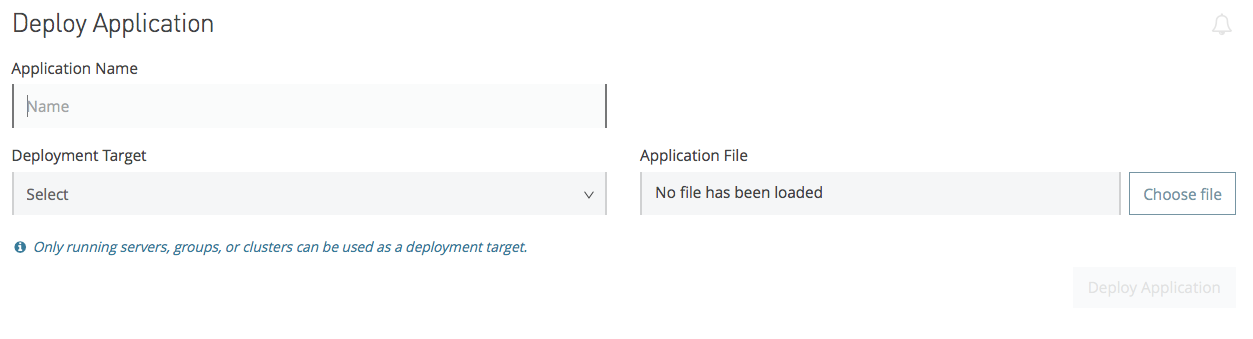 Deploy Application
Application Name
Name
Deployment Target
Application File
Select
No file has been loaded
Choose file
Only running servers, groups, or clusters can be used as a deployment target.
Deploy Application